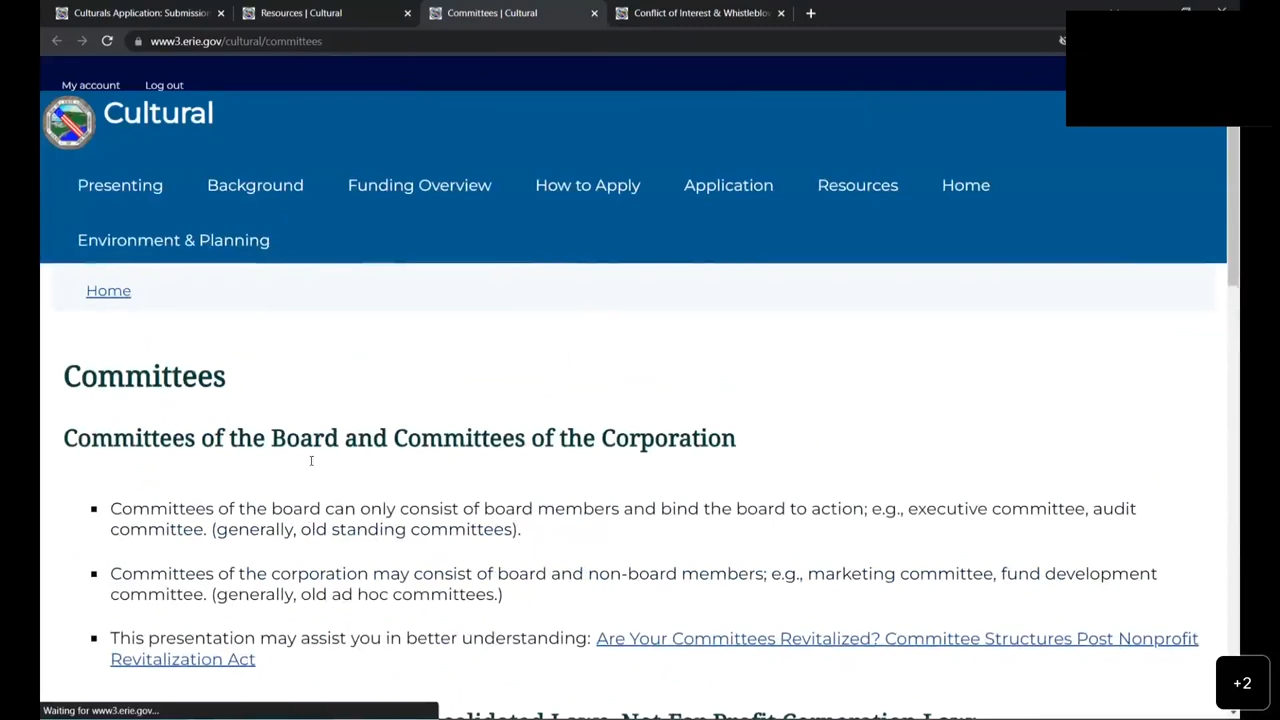 Culturals Application: Submission
Resources | Cultural
Committees | Cultural
Conflict of Interest & Whistleblow
www3.erie.gov/cultural/committees
My account Log out
Cultural
Presenting Background Funding Overview How to Apply Application Resources Home
Environment & Planning
Home
Committees
Committees of the Board and Committees of the Corporation
Committees of the board can only consist of board members and bind the board to action; e.g., executive committee, audit
committee. (generally, old standing committees).
Committees of the corporation may consist of board and non-board members; e.g., marketing committee, fund development
committee. (generally, old ad hoc committees.)
This presentation may assist you in better understanding: Are Your Committees Revitalized? Committee Structures Post Nonprofit
Revitalization Act
Waiting for www3.erie.gov...
+2